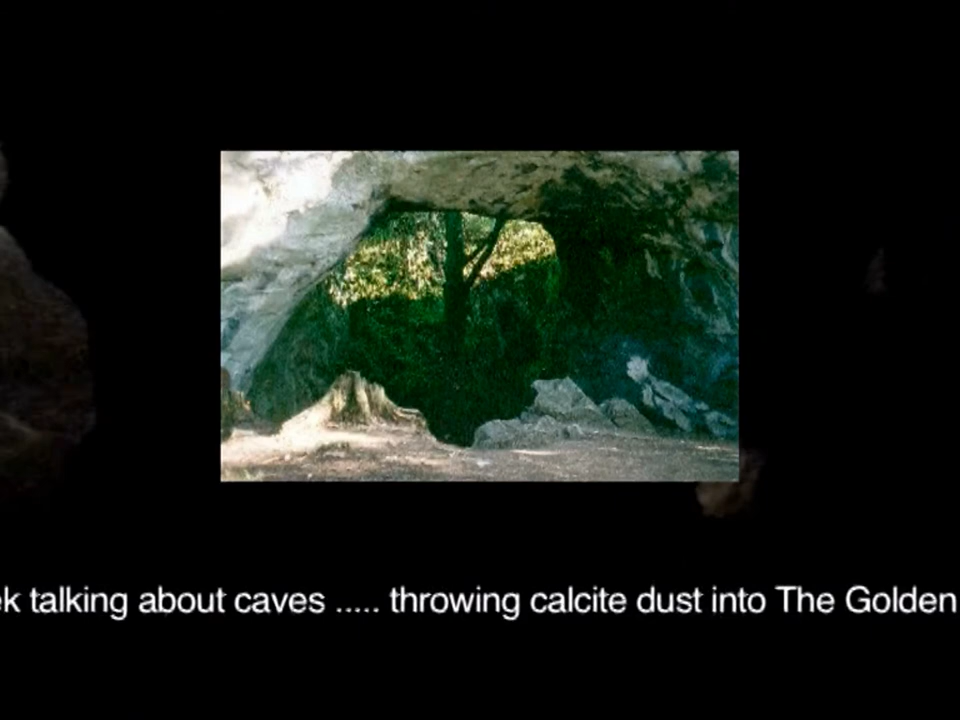 talking about caves ..... throwing calcite dust into The Golden